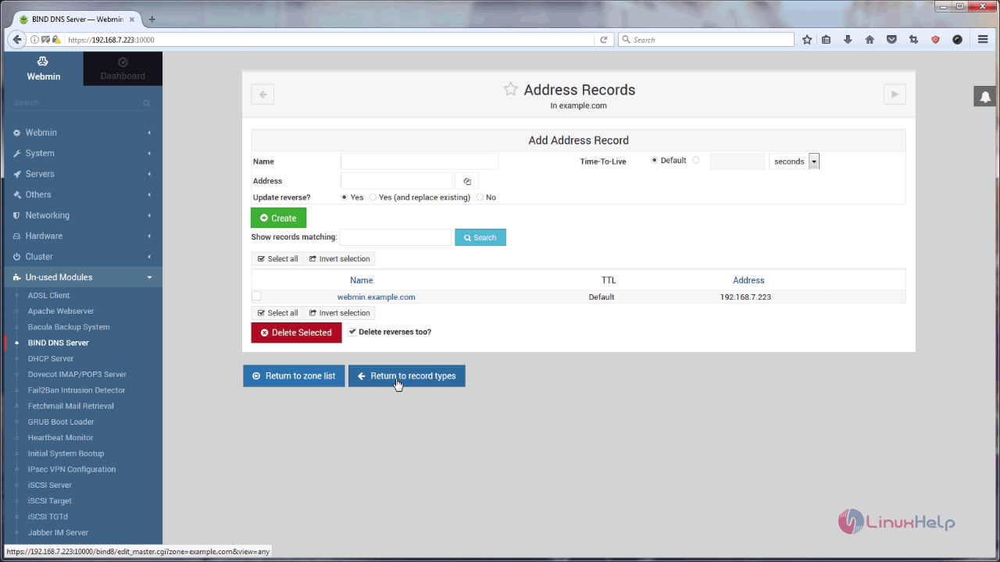 BIND DNS Server — Webmin
https://192.168.7.223:10000
Search
Webmin
Dashboard
Search
Webmin
System
Servers
Others
Networking
Hardware
Cluster
Un-used Modules
ADSL Client
Apache Webserver
Bacula Backup System
BIND DNS Server
DHCP Server
Dovecot IMAP/POP3 Server
Fail2Ban Intrusion Detector
Fetchmail Mail Retrieval
GRUB Boot Loader
Heartbeat Monitor
Initial System Bootup
IPsec VPN Configuration
iSCSI Server
iSCSI Target
iSCSI TGTd
Jabber IM Server
Address Records
In example.com
Add Address Record
Name
Time-To-Live Default seconds
Address
Update reverse? Yes Yes (and replace existing) No
Create
Show records matching: Search
Select all Invert selection
Name TTL Address
webmin.example.com Default 192.168.7.223
Select all Invert selection
Delete Selected Delete reverses too?
Return to zone list Return to record types
LinuxHelp
https://192.168.7.223:10000/bind8/edit_master.cgi?zone=example.com&view=any